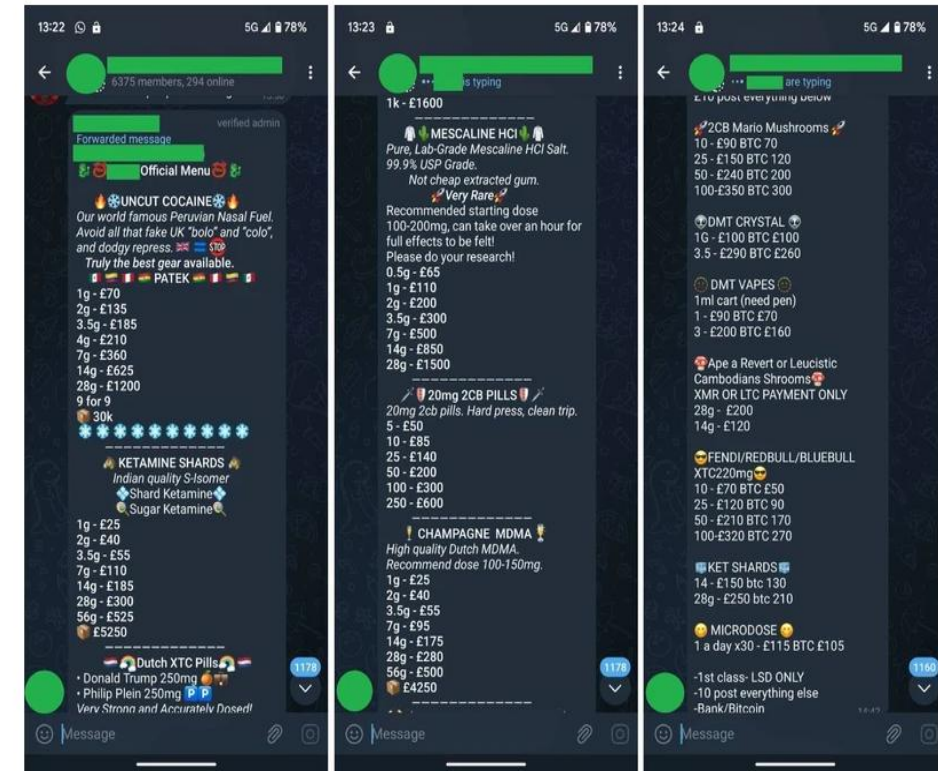 13:22
5G 78%
6375 members, 294 online
verified admin
Forwarded message
Official Menu
UNCUT COCAINE
Our world famous Peruvian Nasal Fuel.
Avoid all that fake UK "bolo" and "colo",
and dodgy repress.
STOP
Truly the best gear available.
PATEK
1g - £70
2g - £135
3.5g - £185
4g - £210
7g - £360
14g - £625
28g - £1200
9 for 9
30k
KETAMINE SHARDS
Indian quality S-Isomer
Shard Ketamine
Sugar Ketamine
1g - £25
2g - £40
3.5g - £55
7g - £110
14g - £185
28g - £300
56g - £525
£5250
Dutch XTC Pills
• Donald Trump 250mg
• Philip Plein 250mg P P
Very Strong and Accurately Dosed!
1178
Message
13:23
5G 78%
is typing
1k - £1600
MESCALINE HCI
Pure, Lab-Grade Mescaline HCI Salt.
99.9% USP Grade.
Not cheap extracted gum.
Very Rare
Recommended starting dose
100-200mg, can take over an hour for
full effects to be felt!
Please do your research!
0.5g - £65
1g - £110
2g - £200
3.5g - £300
7g - £500
14g - £850
28g - £1500
20mg 2CB PILLS
20mg 2cb pills. Hard press, clean trip.
5 - £50
10 - £85
25 - £140
50 - £200
100 - £300
250 - £600
CHAMPAGNE MDMA
High quality Dutch MDMA.
Recommend dose 100-150mg.
1g - £25
2g - £40
3.5g - £55
7g - £95
14g - £175
28g - £280
56g - £500
£4250
1178
Message
13:24
5G 78%
are typing
£10 post everything below
2CB Mario Mushrooms
10 - £90 BTC 70
25 - £150 BTC 120
50 - £240 BTC 200
100-£350 BTC 300
DMT CRYSTAL
1G - £100 BTC £100
3.5 - £290 BTC £260
DMT VAPES
1ml cart (need pen)
1 - £90 BTC £70
3 - £200 BTC £160
Ape a Revert or Leucistic
Cambodians Shrooms
XMR OR LTC PAYMENT ONLY
28g - £200
14g - £120
FENDI/REDBULL/BLUEBULL
XTC220mg
10 - £70 BTC £50
25 - £120 BTC 90
50 - £210 BTC 170
100-£320 BTC 270
KET SHARDS
14 - £150 btc 130
28g - £250 btc 210
MICRODOSE
1 a day x30 - £115 BTC £105
-1st class- LSD ONLY
-10 post everything else
-Bank/Bitcoin
1160
Message